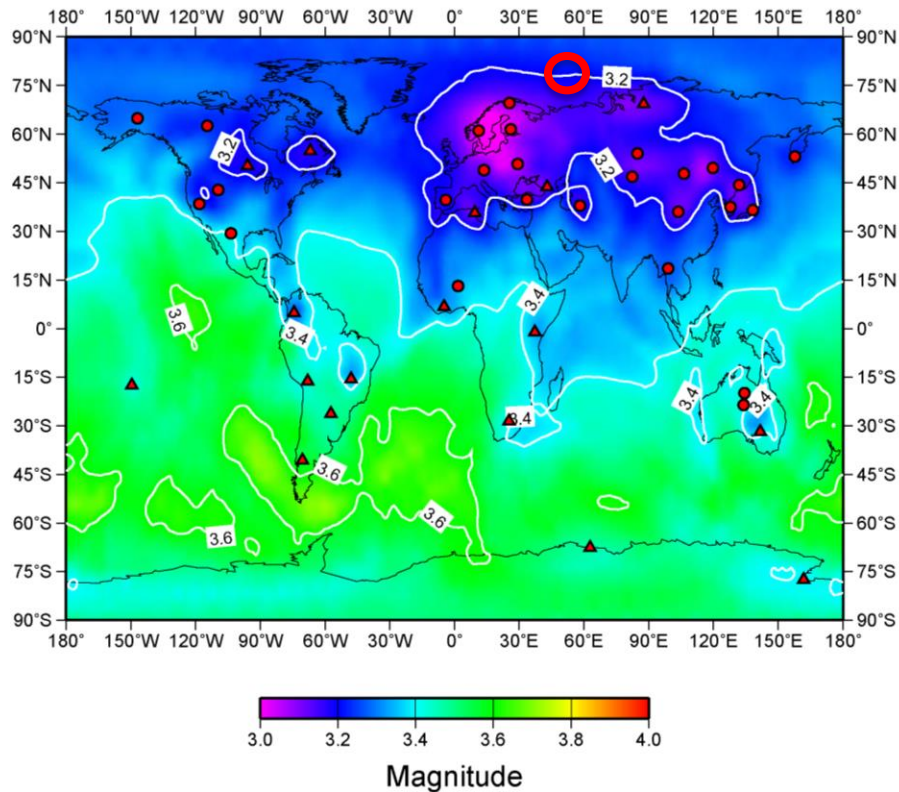 180° 150°W 120°W 90°W 60°W 30°W 0° 30°E 60°E 90°E 120°E 150°E 180°
90°N 90°N
75°N 3.2 75°N
60°N 60°N
3.2 3.2
45°N 45°N
30°N 30°N
15°N 15°N
3.4
3.6
0° 3.4 0°
15°S 15°S
3.4 3.4
3.4
30°S 30°S
3.6
45°S 45°S
3.6
60°S 3.6 60°S
75°S 75°S
90°S 90°S
180° 150°W 120°W 90°W 60°W 30°W 0° 30°E 60°E 90°E 120°E 150°E 180°
3.0 3.2 3.4 3.6 3.8 4.0
Magnitude